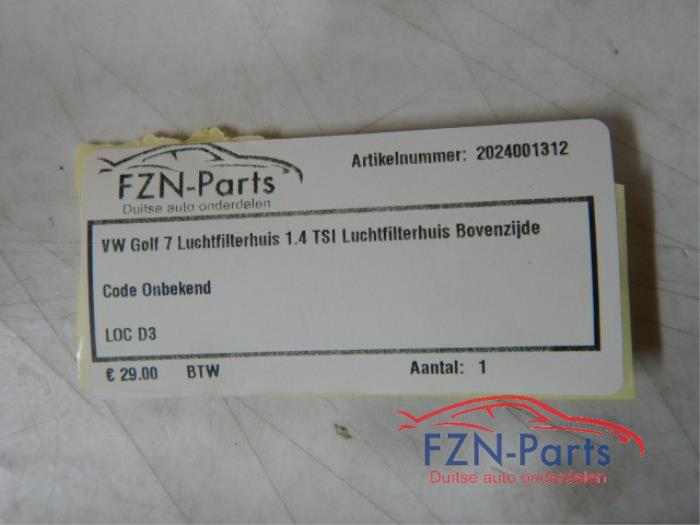 FZN-Parts
Duitse auto onderdelen
Artikelnummer: 2024001312
VW Golf 7 Luchtfilterhuis 1.4 TSI Luchtfilterhuis Bovenzijde
Code Onbekend
LOC D3
€ 29.00 BTW Aantal: 1
FZN-Parts
Duitse auto onderdelen